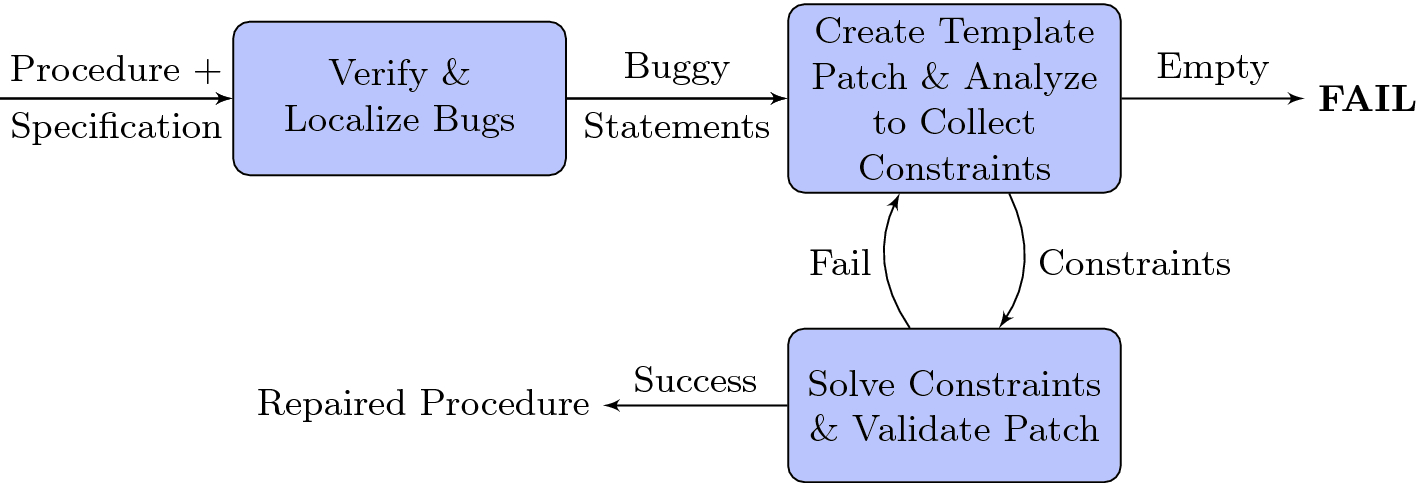 Procedure +
Specification
Verify &
Localize Bugs
Buggy
Statements
Create Template
Patch & Analyze
to Collect
Constraints
Empty
FAIL
Fail
Constraints
Solve Constraints
& Validate Patch
Success
Repaired Procedure